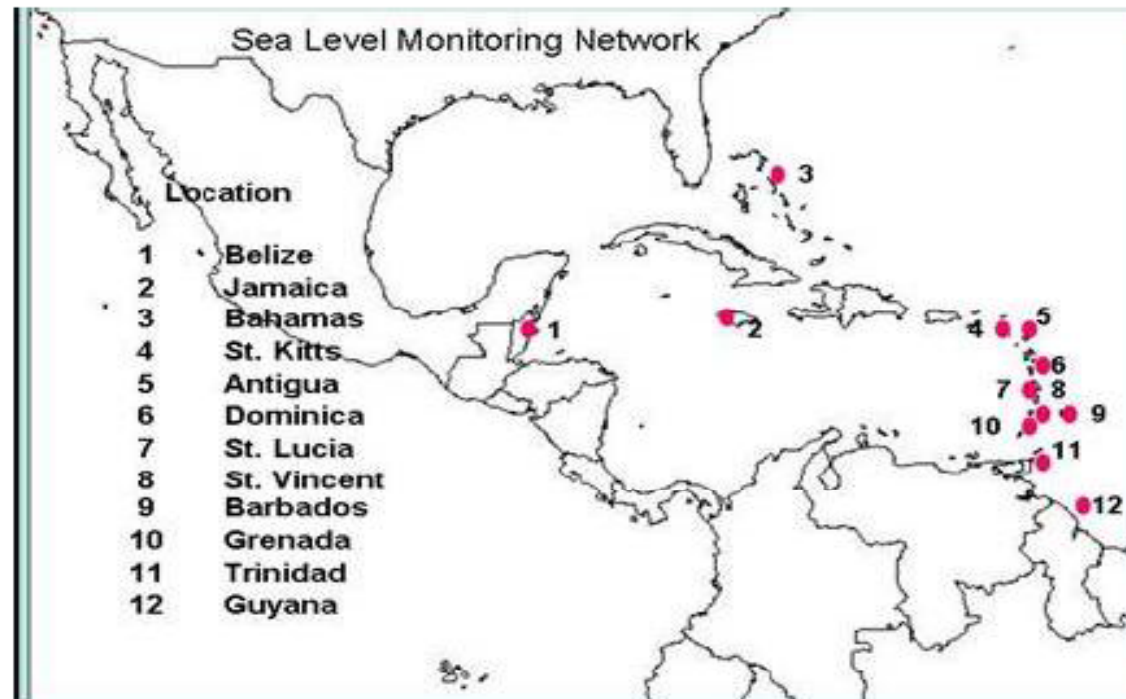 Sea Level Monitoring Network
Location
1 Belize
2 Jamaica
3 Bahamas
4 St. Kitts
5 Antigua
6 Dominica
7 St. Lucia
8 St. Vincent
9 Barbados
10 Grenada
11 Trinidad
12 Guyana
3
1
2
4
5
6
7
8
9
10
11
12